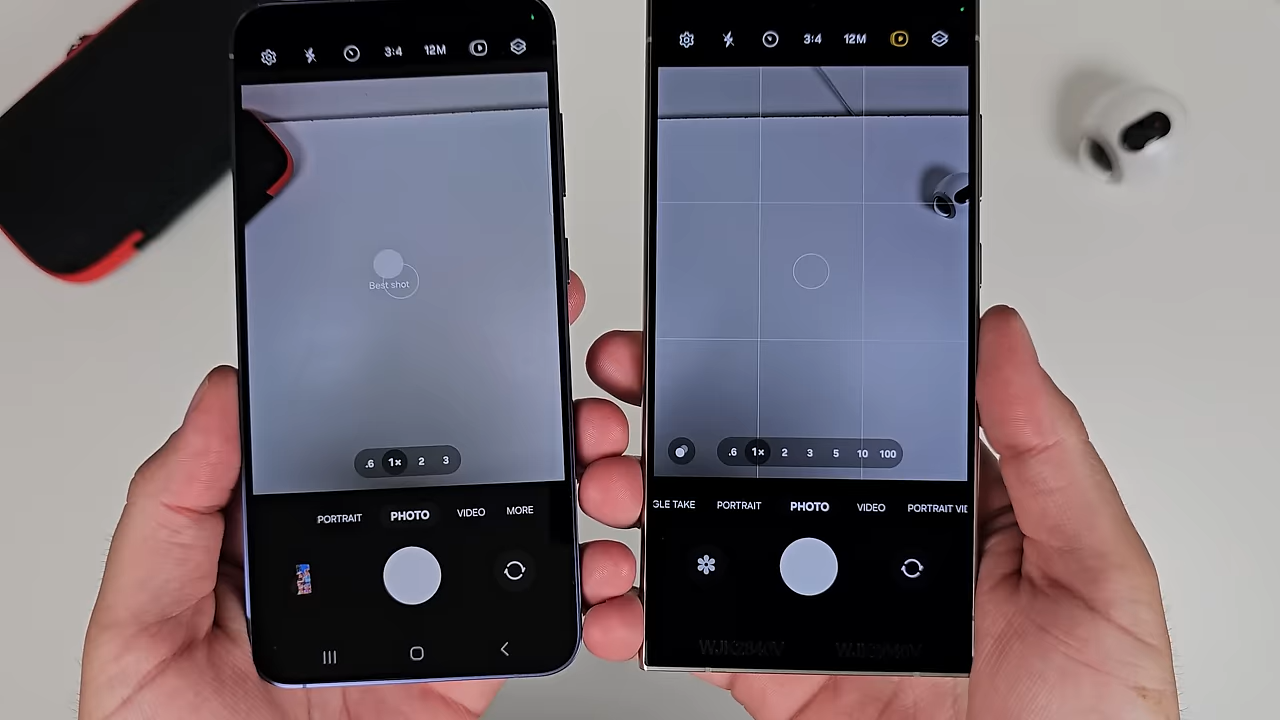 3:4 12M
Best shot
.6 1× 2 3
PORTRAIT PHOTO VIDEO MORE
3:4 12M
.6 1× 2 3 5 10 100
GLE TAKE PORTRAIT PHOTO VIDEO PORTRAIT VI